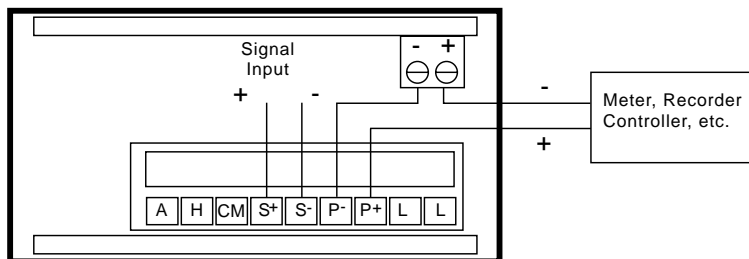 - +
Signal
Input
+ -
-
Meter, Recorder
Controller, etc.
+
A H CM S+ S- P- P+ L L